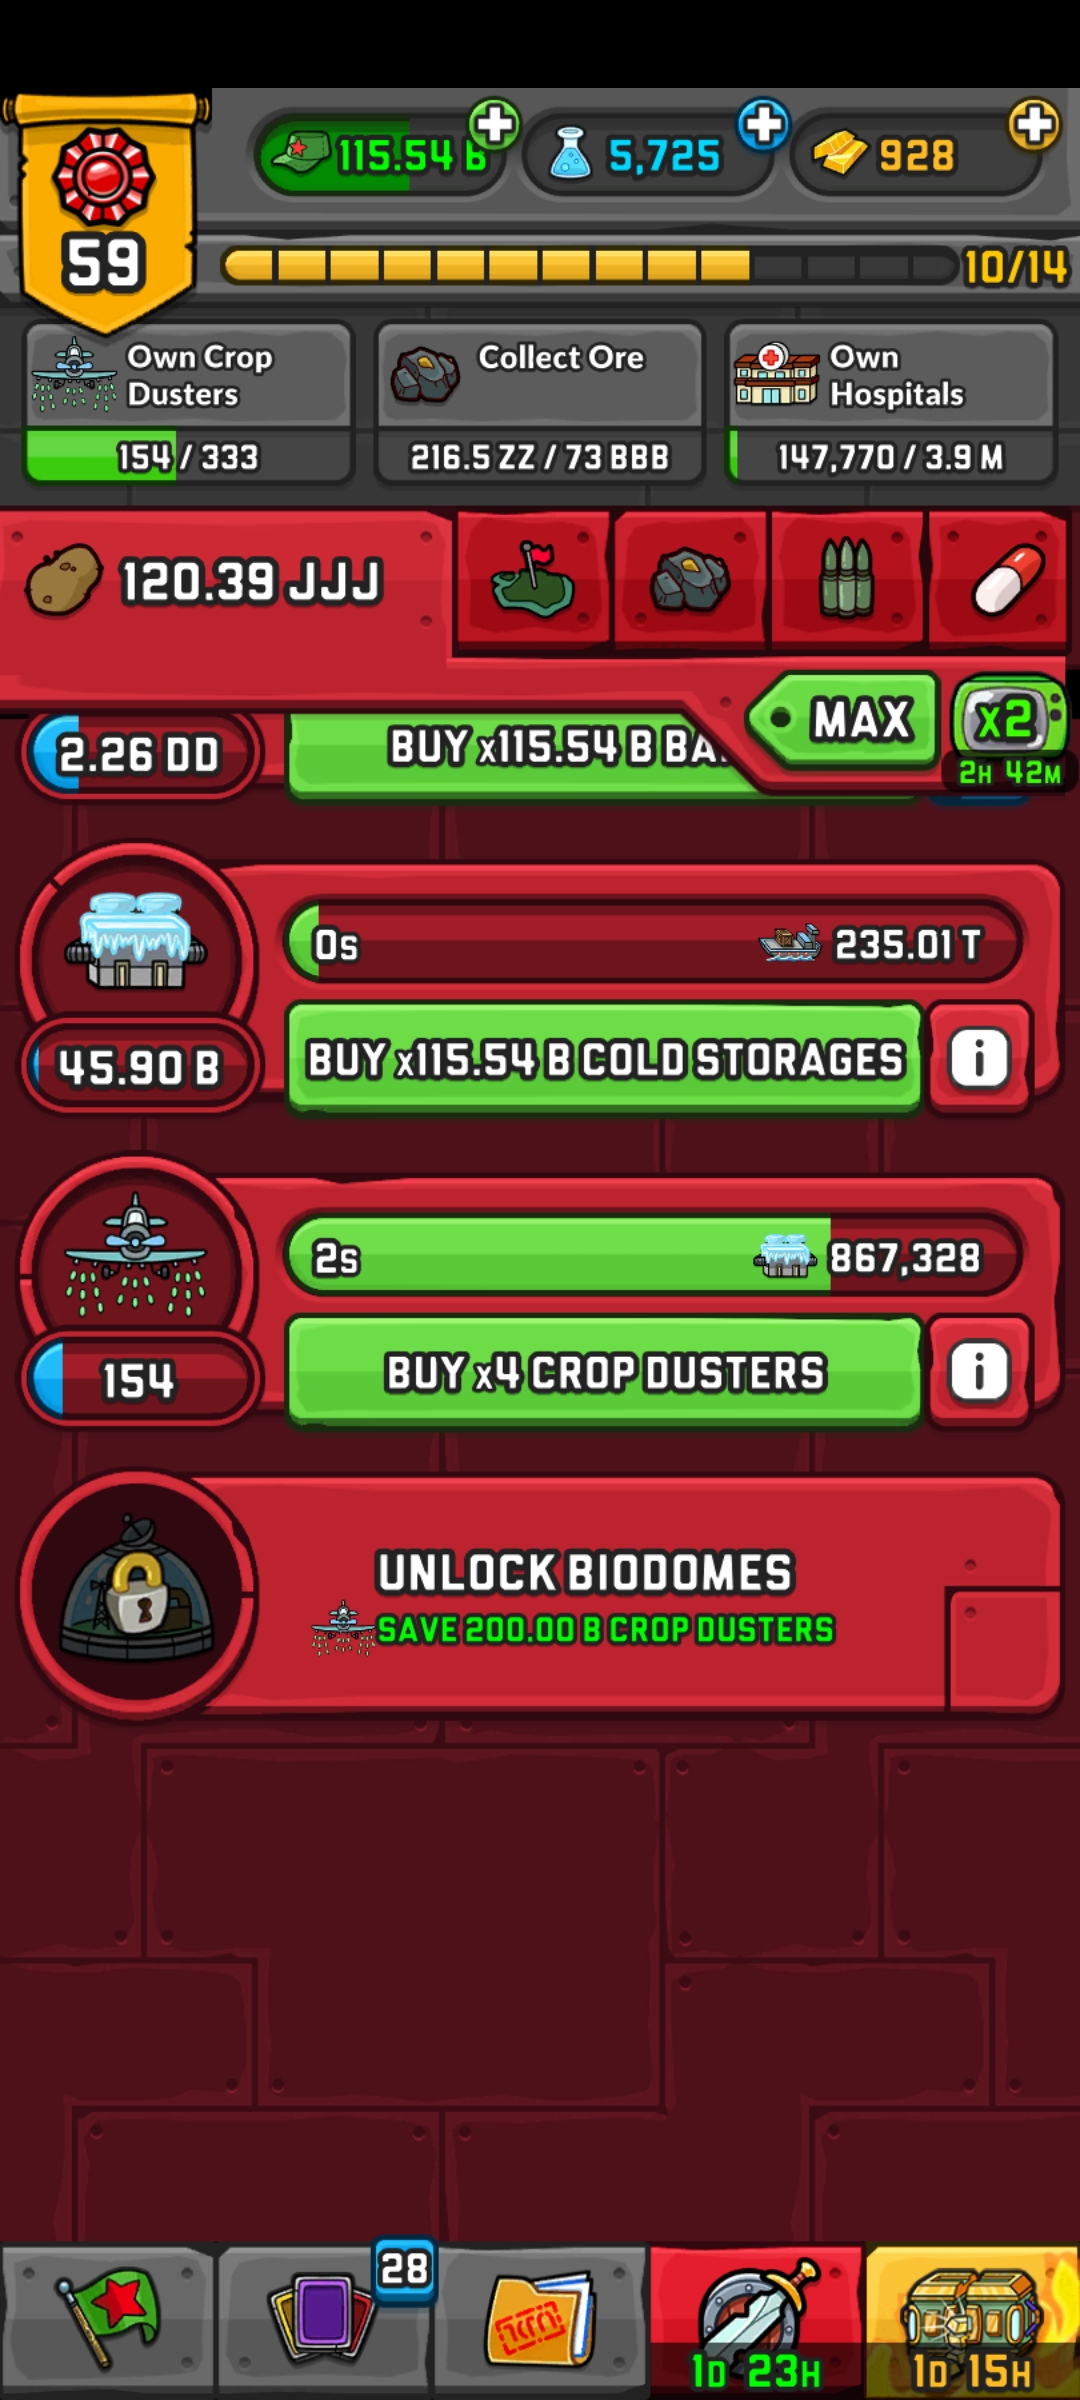 59
115.54 B
5,725
928
10/14
Own Crop
Dusters
154 / 333
Collect Ore
216.5 ZZ / 73 BBB
Own
Hospitals
147,770 / 3.9 M
120.39 JJJ
MAX
x2
2H 42M
2.26 DD
BUY x115.54 B BA
0s
235.01 T
45.90 B
BUY x115.54 B COLD STORAGES
i
2s
867,328
154
BUY x4 CROP DUSTERS
i
UNLOCK BIODOMES
SAVE 200.00 B CROP DUSTERS
28
1D 23H
1D 15H